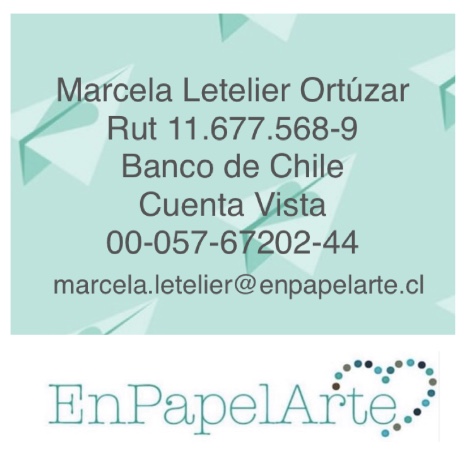 Marcela Letelier Ortúzar
Rut 11.677.568-9
Banco de Chile
Cuenta Vista
00-057-67202-44
marcela.letelier@enpapelarte.cl
EnPapelArte